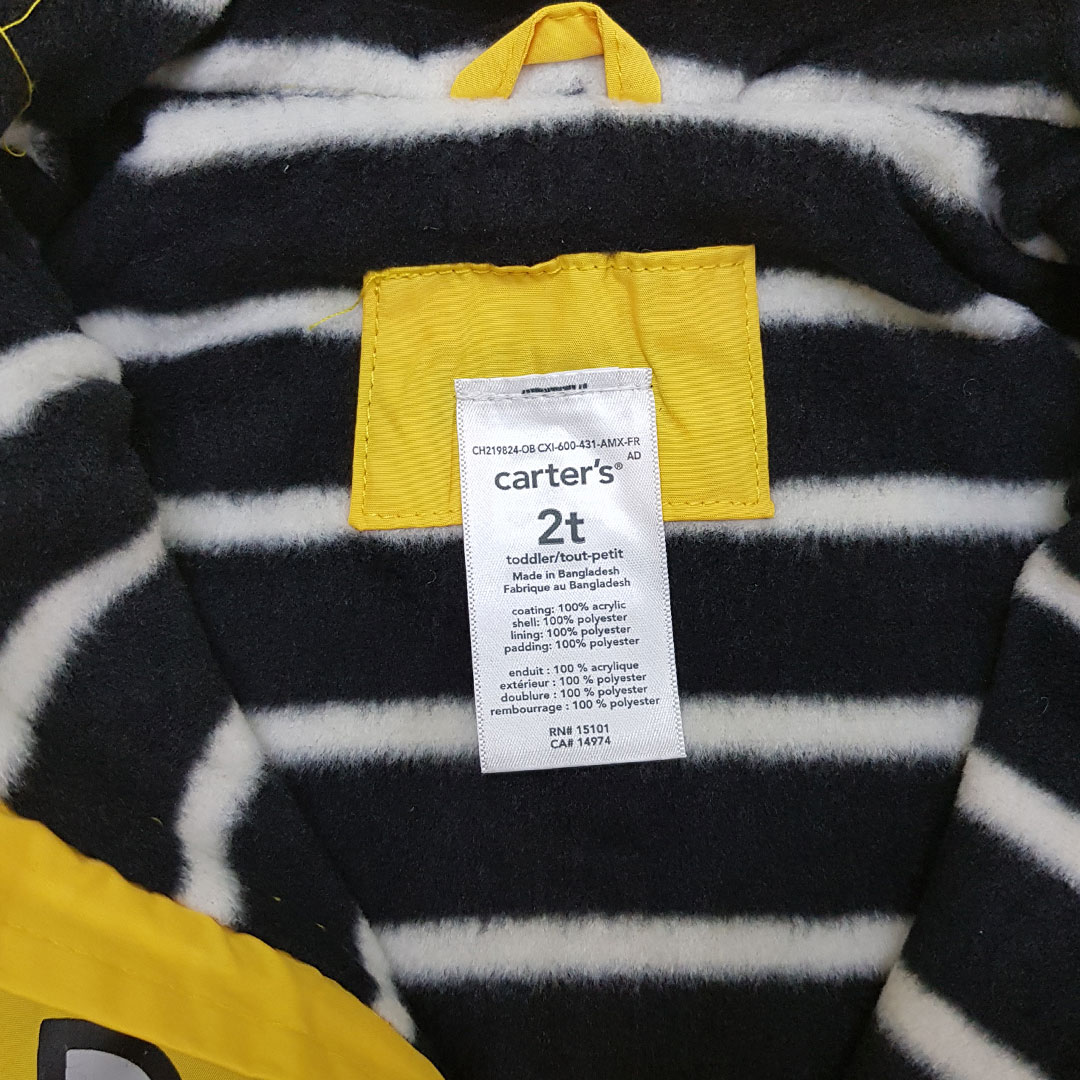 CH219824-OB CXI-600-431-AMX-FR
AD
carter's®
2t
toddler/tout-petit
Made in Bangladesh
Fabrique au Bangladesh
coating: 100% acrylic
shell: 100% polyester
lining: 100% polyester
padding: 100% polyester
enduit : 100 % acrylique
extérieur : 100 % polyester
doublure : 100 % polyester
rembourrage : 100 % polyester
RN# 15101
CA# 14974